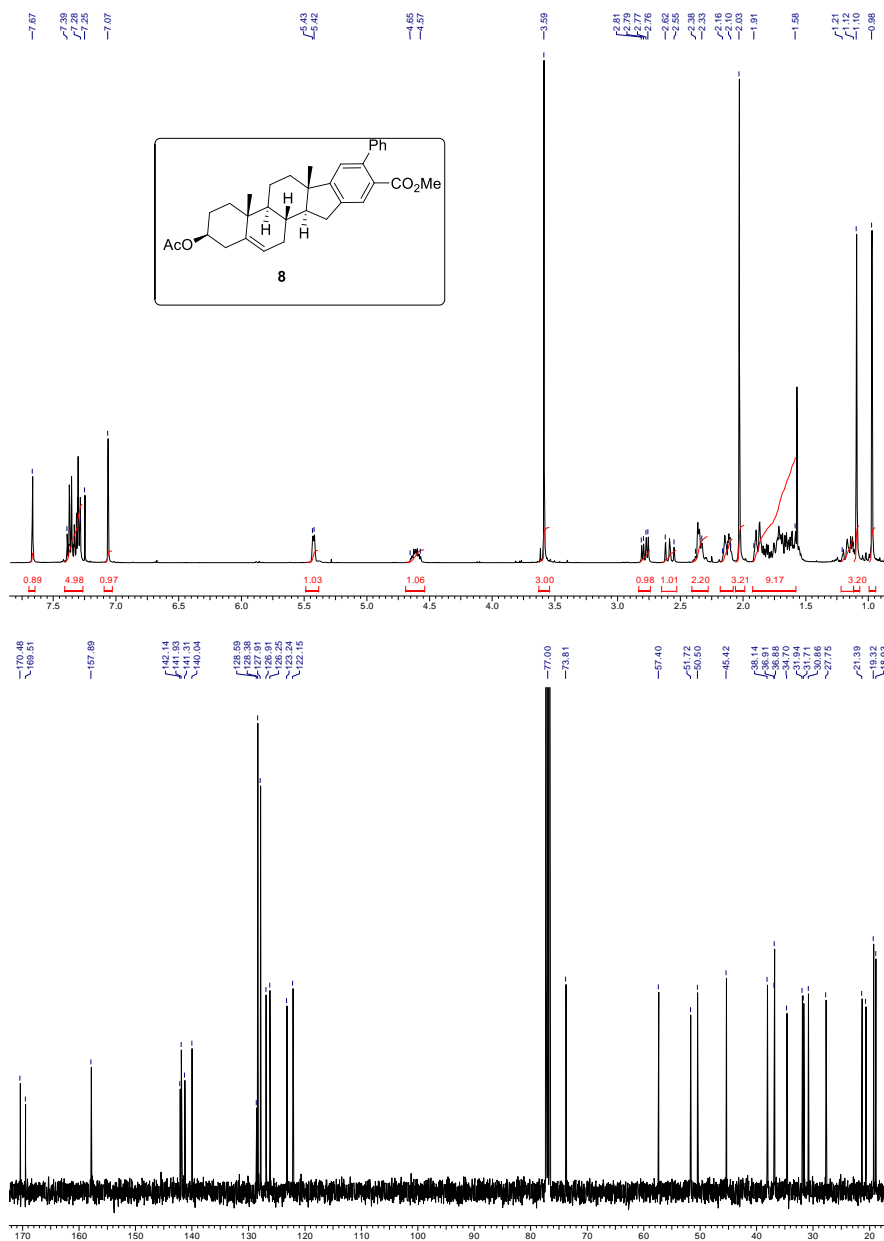 7.67 7.39 7.28 7.25 7.07 5.43 5.42 4.65 4.57 3.59 2.81 2.79 2.77 2.76 2.62 2.55 2.38 2.33 2.16 2.10 2.03 1.91 1.58 1.21 1.12 1.10 0.98
Ph
CO2Me
H
H
H
AcO
8
0.89 4.98 0.97 1.03 1.06 3.00 0.98 1.01 2.20 3.21 9.17 3.20
7.5 7.0 6.5 6.0 5.5 5.0 4.5 4.0 3.5 3.0 2.5 2.0 1.5 1.0
170.48 169.51 157.89 142.14 141.93 141.31 140.04 128.59 128.38 127.91 126.91 126.25 123.24 122.15 77.00 73.81 57.40 51.72 50.50 45.42 38.14 36.91 36.88 34.70 31.94 31.71 30.86 27.75 21.39 19.32
170 160 150 140 130 120 110 100 90 80 70 60 50 40 30 20